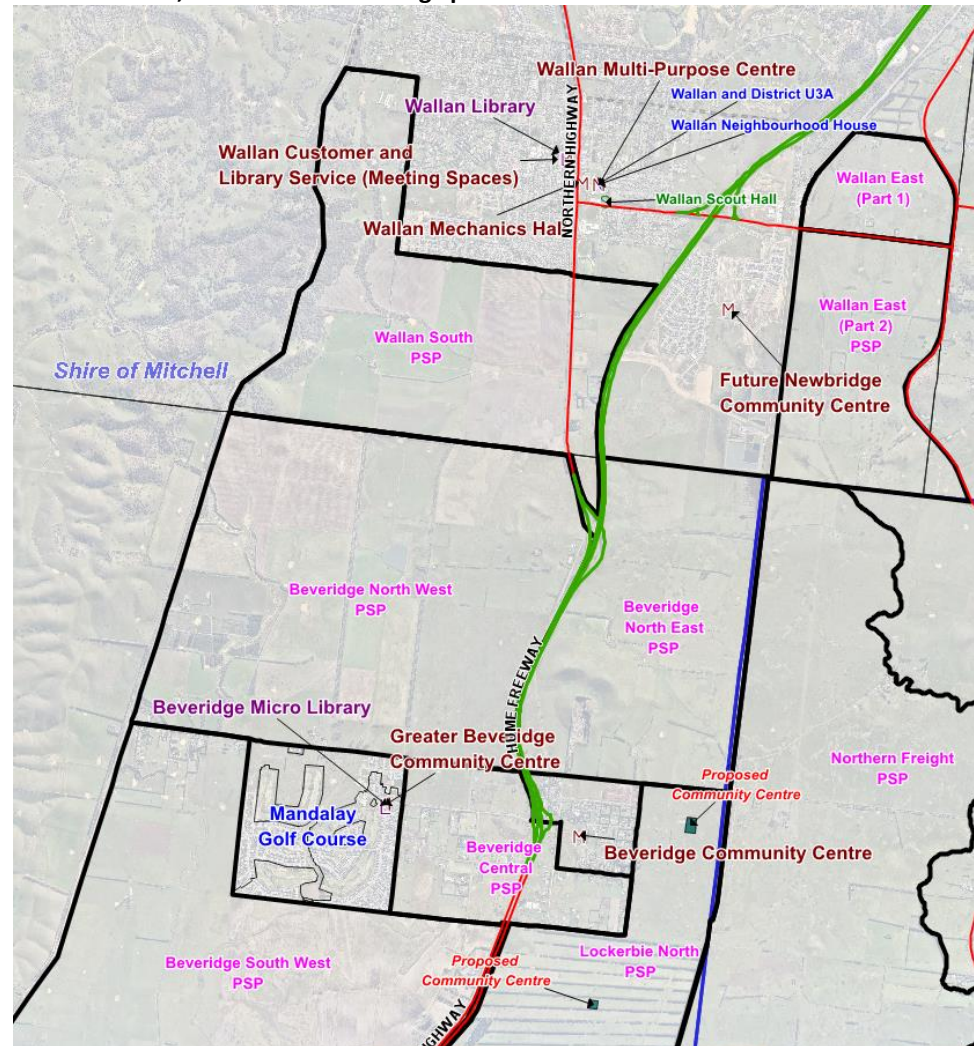 Wallan Multi-Purpose Centre
Wallan and District U3A
Wallan Library
Wallan Neighbourhood House
NORTHERN HIGHWAY
Wallan Customer and
Library Service (Meeting Spaces)
Wallan East
(Part 1)
M
M
Wallan Scout Hall
Wallan Mechanics Hal
Wallan East
(Part 2)
PSP
M
Wallan South
PSP
Shire of Mitchell
Future Newbridge
Community Centre
Beveridge North West
PSP
Beveridge
North East
PSP
HUME FREEWAY
Beveridge Micro Library
Greater Beveridge
Community Centre
Northern Freight
PSP
Proposed
Community Centre
Mandalay
Golf Course
M
Beveridge
Central
PSP
Beveridge Community Centre
Lockerbie North
PSP
Beveridge South West
PSP
Proposed
Community Centre
IGHWAY